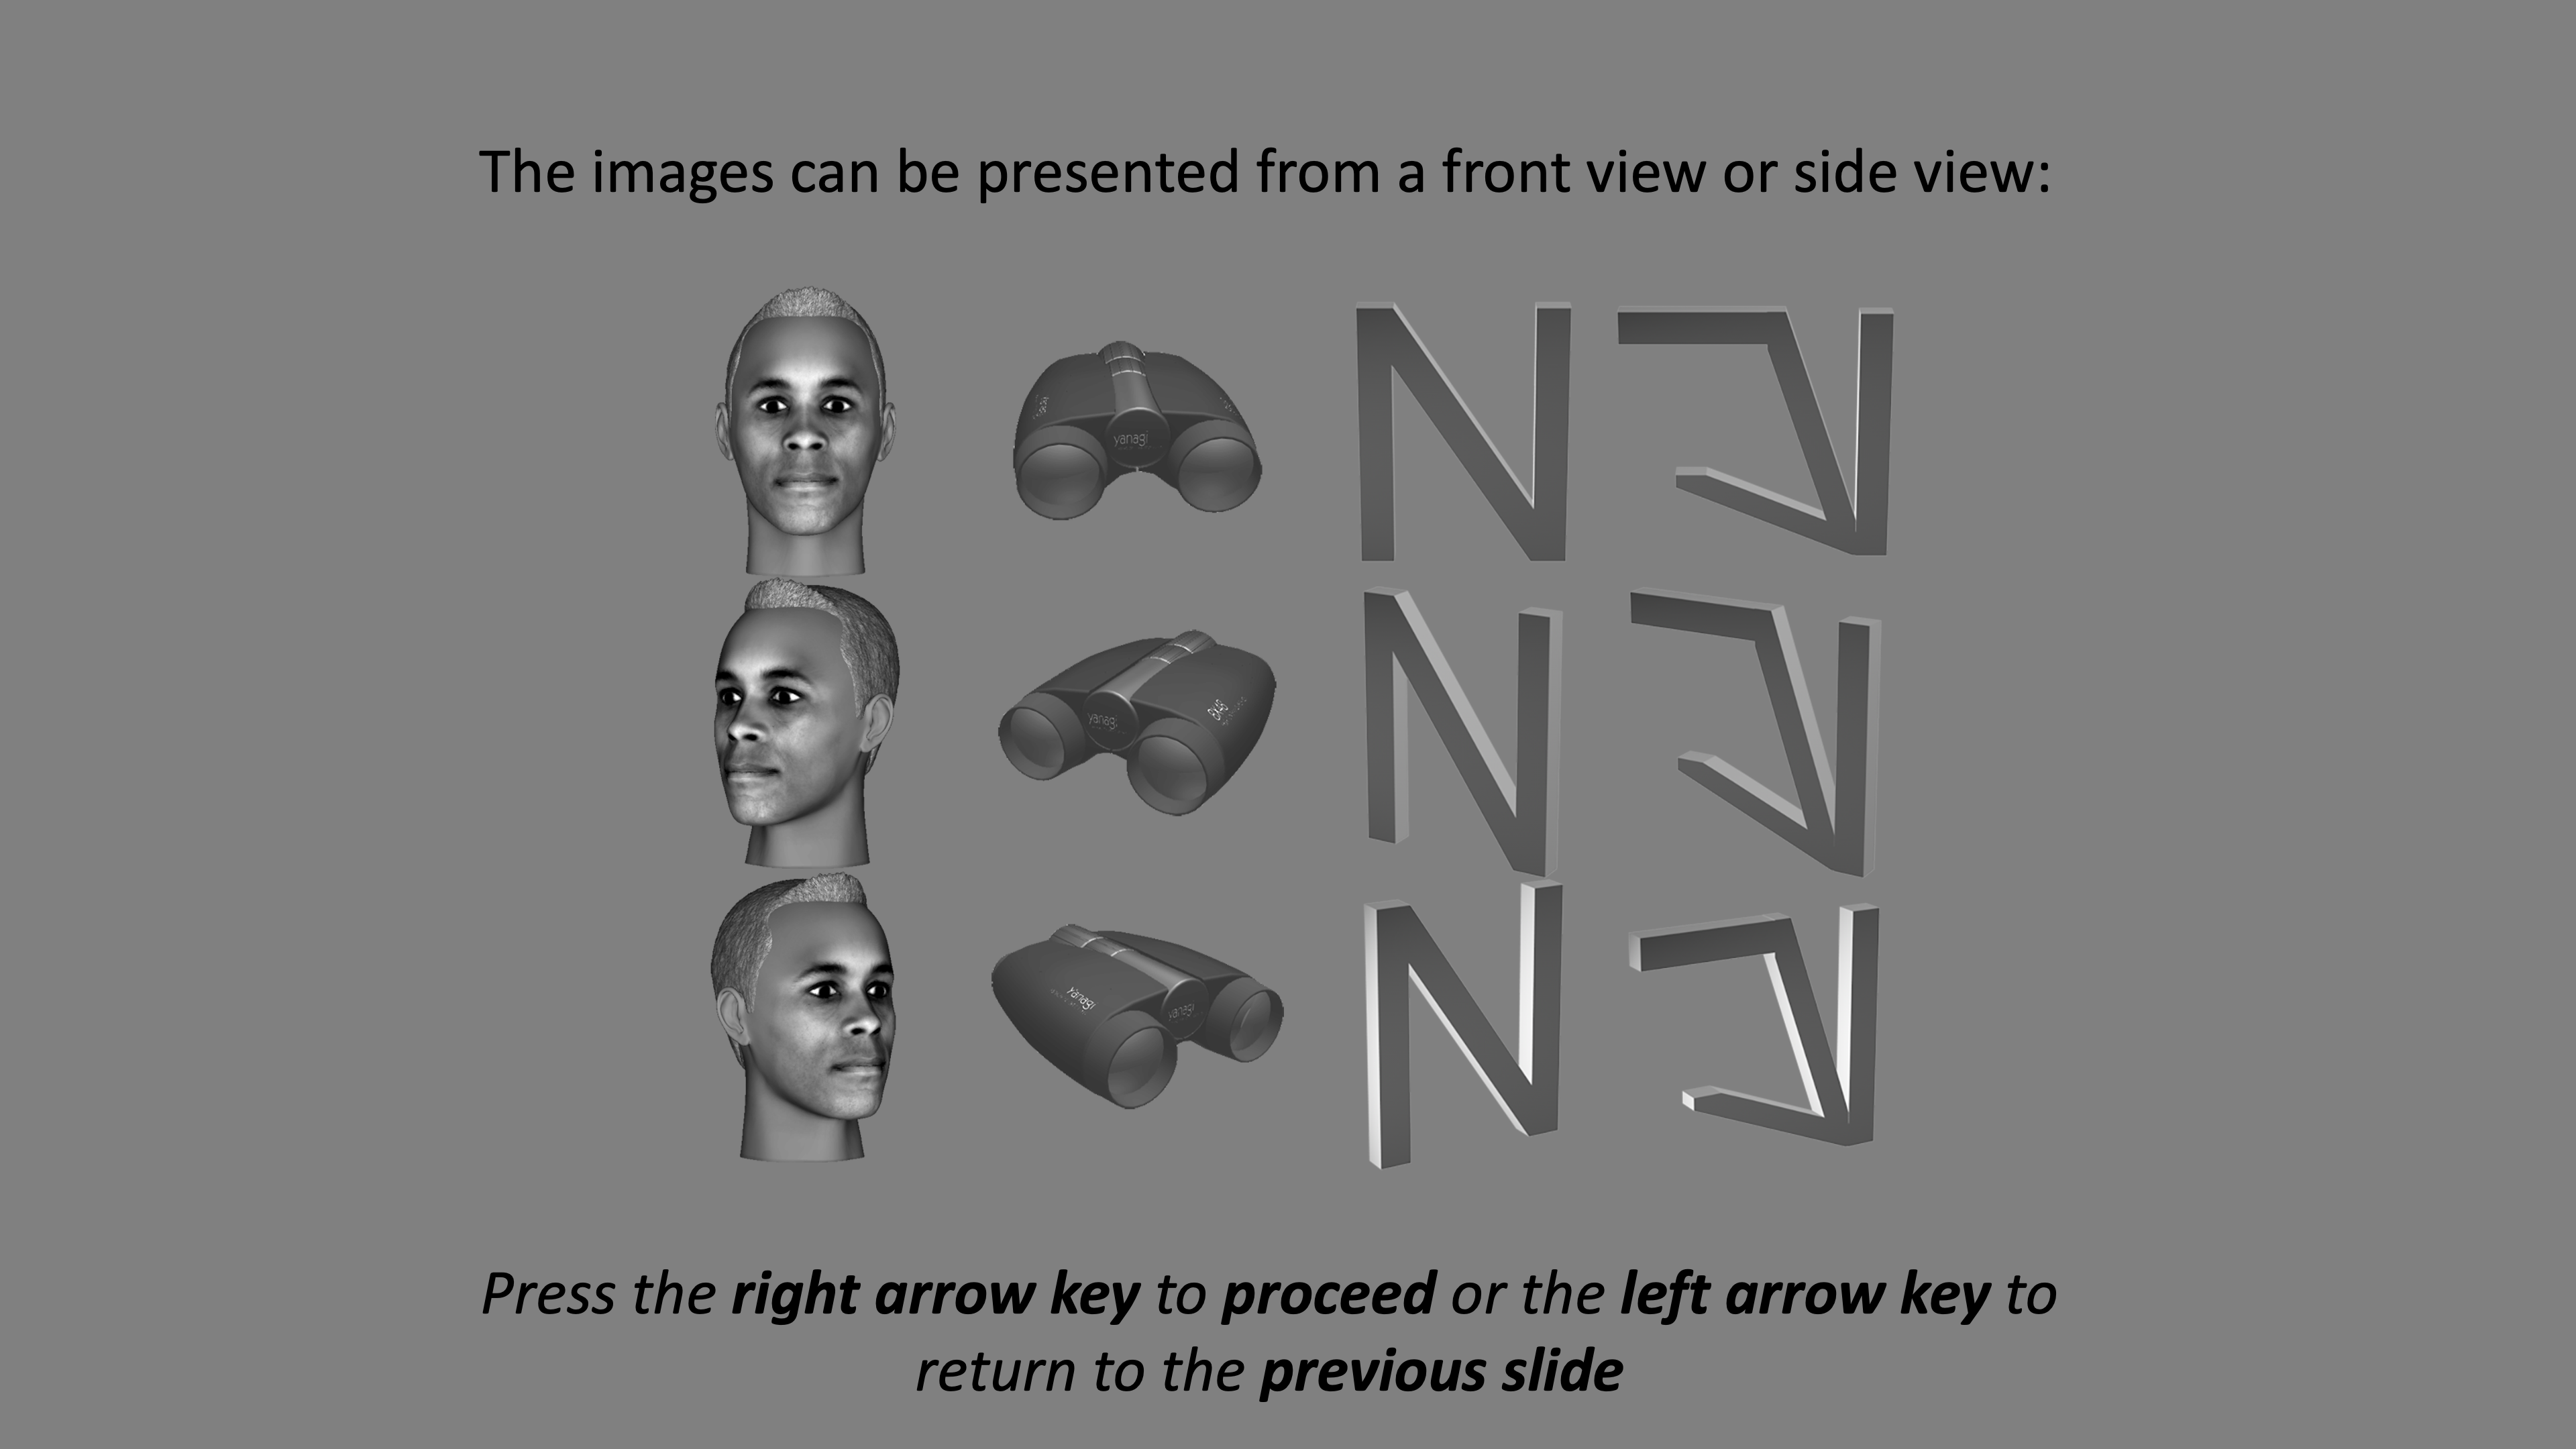 The images can be presented from a front view or side view:
N
yanagi
N
yanagi
N
yanagi
yanagi
Press the right arrow key to proceed or the left arrow key to
return to the previous slide